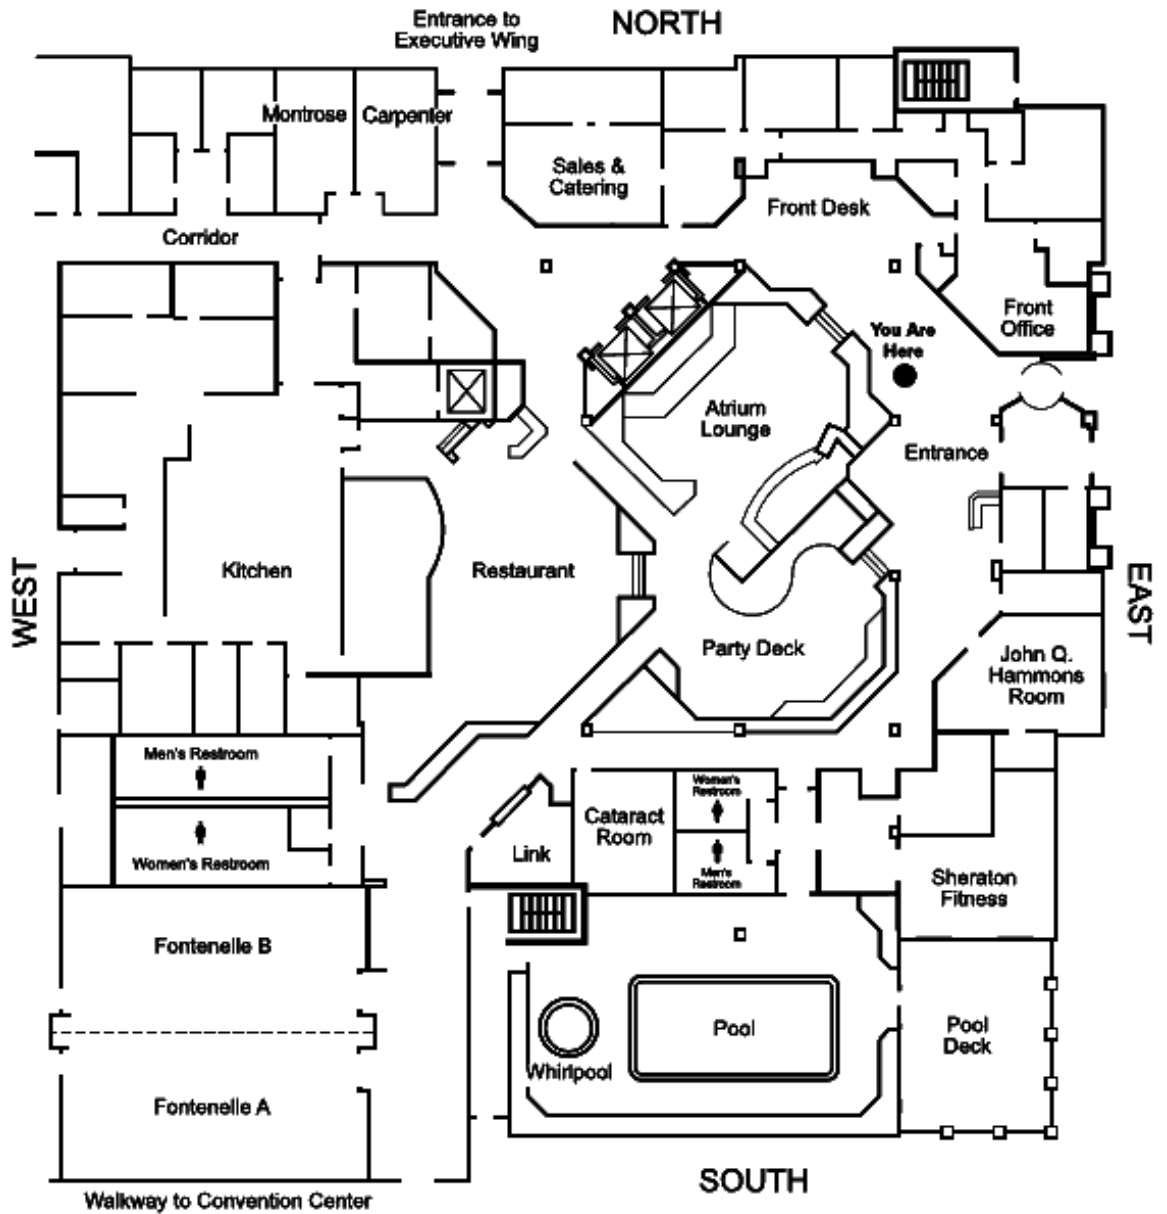 Entrance to
Executive Wing
NORTH
Montrose
Carpenter
Sales &
Catering
Front Desk
Corridor
Front
Office
You Are
Here
Atrium
Lounge
Entrance
WEST
Kitchen
Restaurant
EAST
Party Deck
John Q.
Hammons
Room
Men's Restroom
Women's Restroom
Women's
Restroom
Cataract
Room
Link
Men's
Restroom
Sheraton
Fitness
Fontenelle B
Pool
Pool
Deck
Whirlpool
Fontenelle A
SOUTH
Walkway to Convention Center